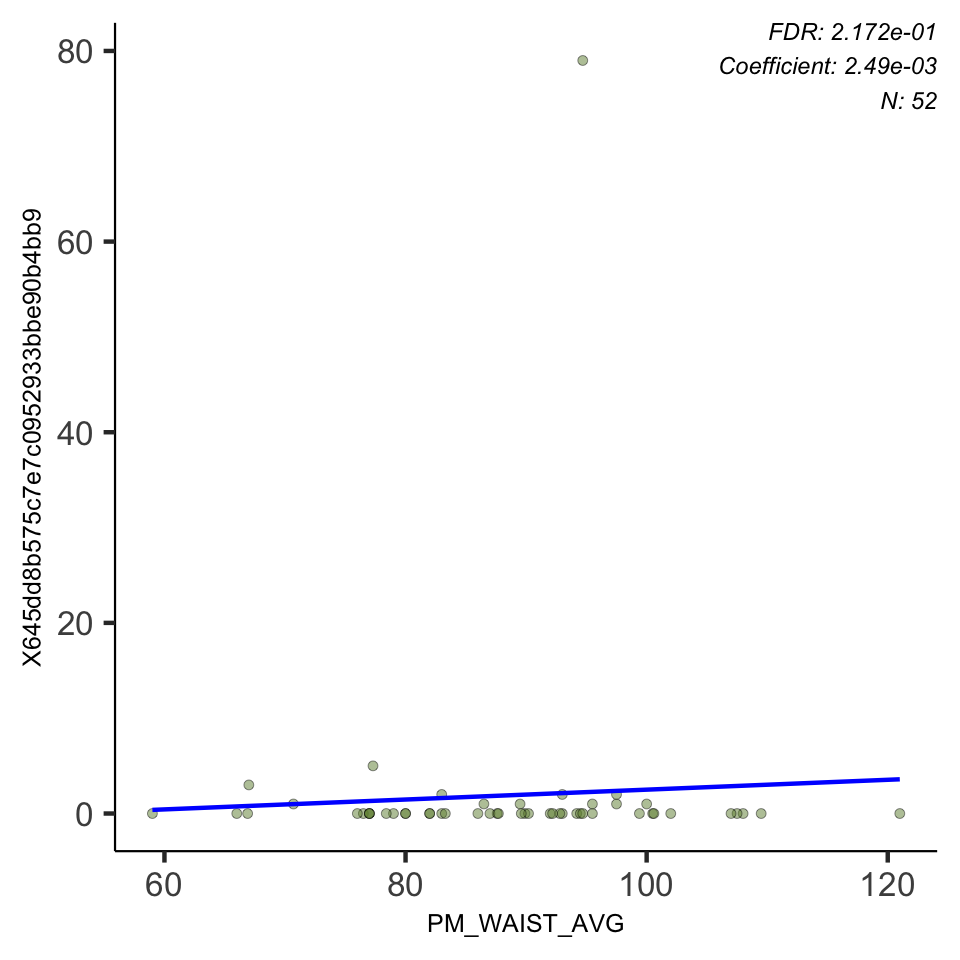 FDR: 2.172e-01
Coefficient: 2.49e-03
N: 52
X645dd8b575c7e7c0952933bbe90b4bb9
80
60
40
20
0
60 80 100 120
PM_WAIST_AVG